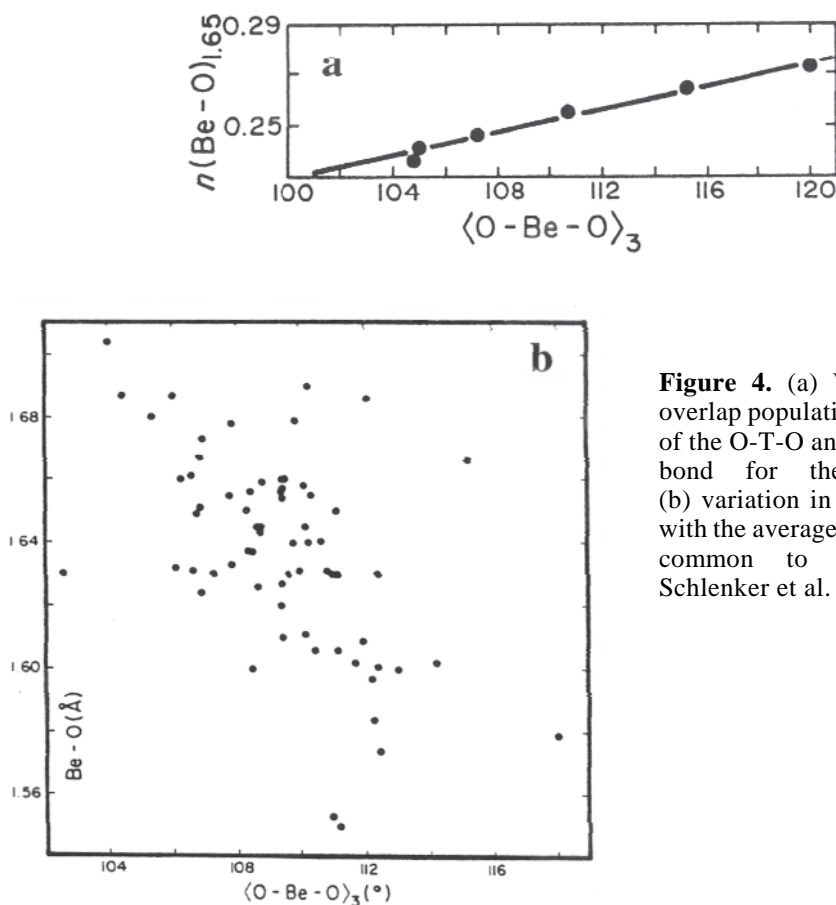 0.29
n(Be-O)1.65
a
0.25
100 104 108 112 116 120
⟨O-Be-O⟩3
b
1.68
1.64
1.60
1.56
Be-O(Å)
104 108 112 116
⟨O-Be-O⟩3(°)
Figure 4. (a)
overlap populati
of the O-T-O an
bond for the
(b) variation in
with the average
common to
Schlenker et al.